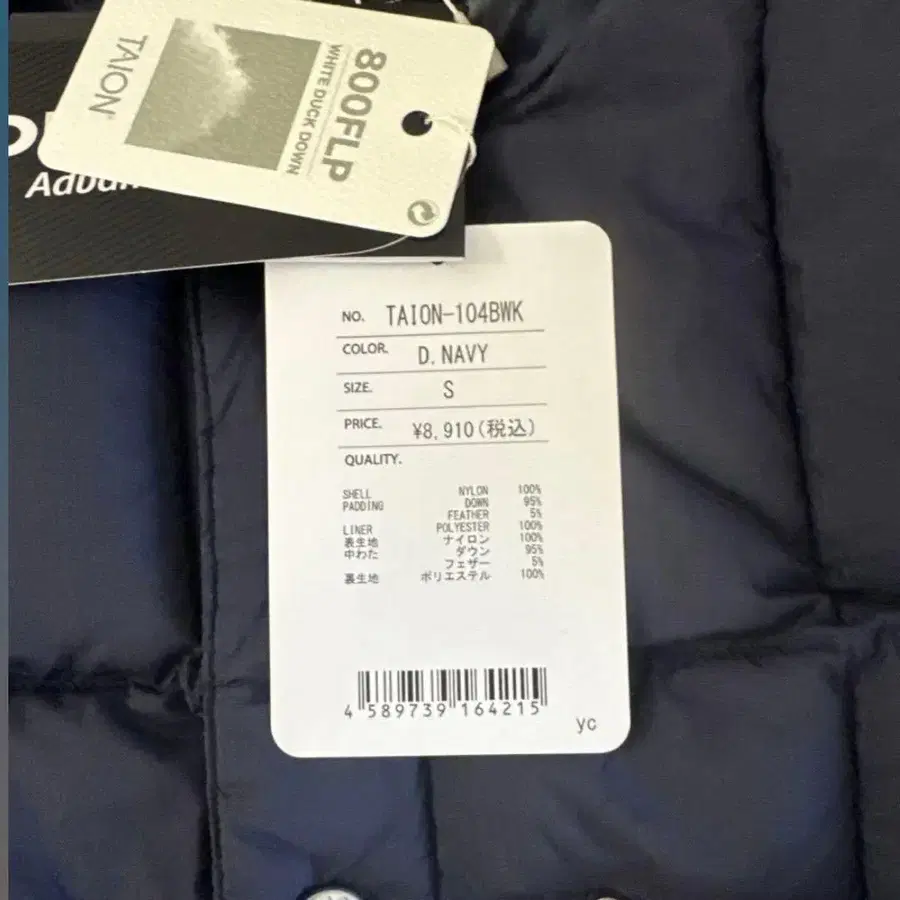 TAION
800FLP
WHITE DUCK DOWN
NO. TAION-104BWK
COLOR. D.NAVY
SIZE. S
PRICE. ¥8,910(税込)
QUALITY.
SHELL NYLON 100%
PADDING DOWN 95%
FEATHER 5%
LINER POLYESTER 100%
表生地 ナイロン 100%
中わた ダウン 95%
フェザー 5%
裏生地 ポリエステル 100%
4 589739 164215
yc